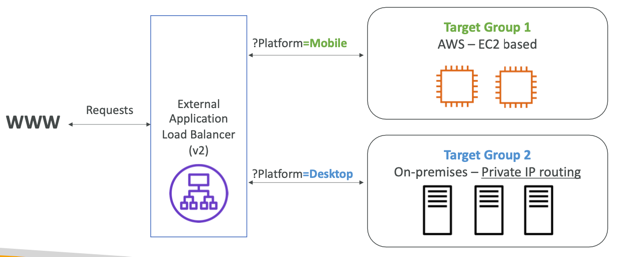 WWW
Requests
External
Application
Load Balancer
(v2)
?Platform=Mobile
Target Group 1
AWS – EC2 based
?Platform=Desktop
Target Group 2
On-premises – Private IP routing